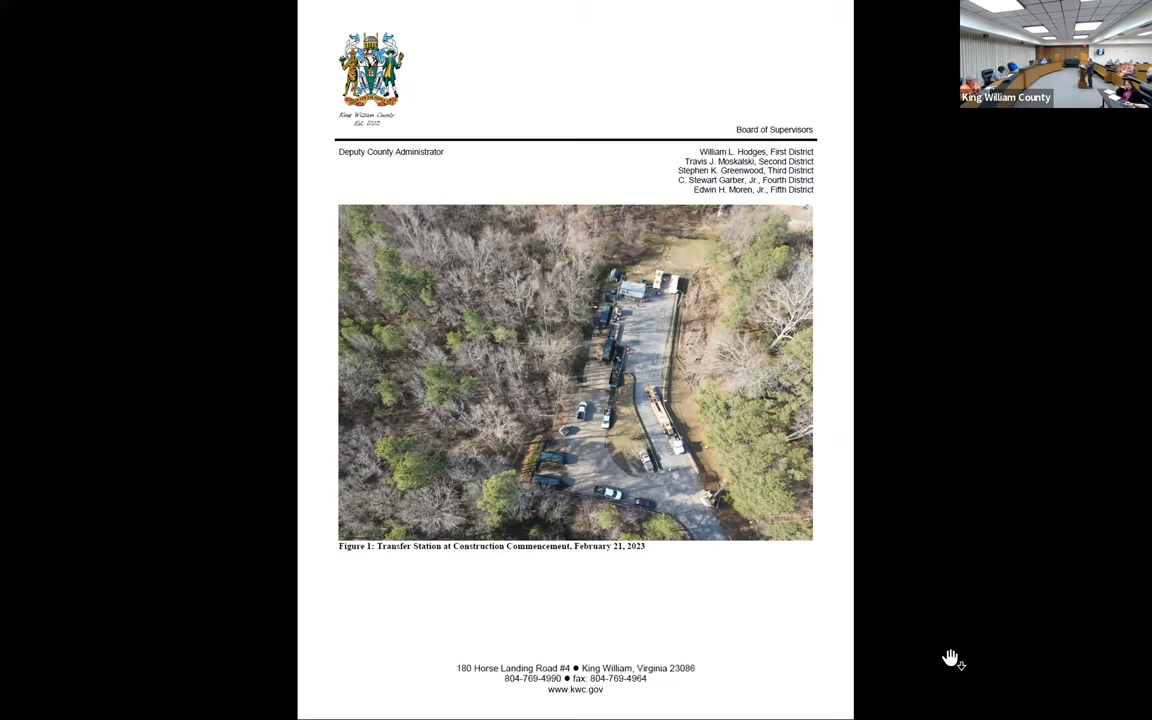 King William County
Est. 1702
Board of Supervisors
Deputy County Administrator
William L. Hodges, First District
Travis J. Moskalski, Second District
Stephen K. Greenwood, Third District
C. Stewart Garber, Jr., Fourth District
Edwin H. Moren, Jr., Fifth District
Figure 1: Transfer Station at Construction Commencement, February 21, 2023
180 Horse Landing Road #4 ● King William, Virginia 23086
804-769-4990 ● fax: 804-769-4964
www.kwc.gov
King William County